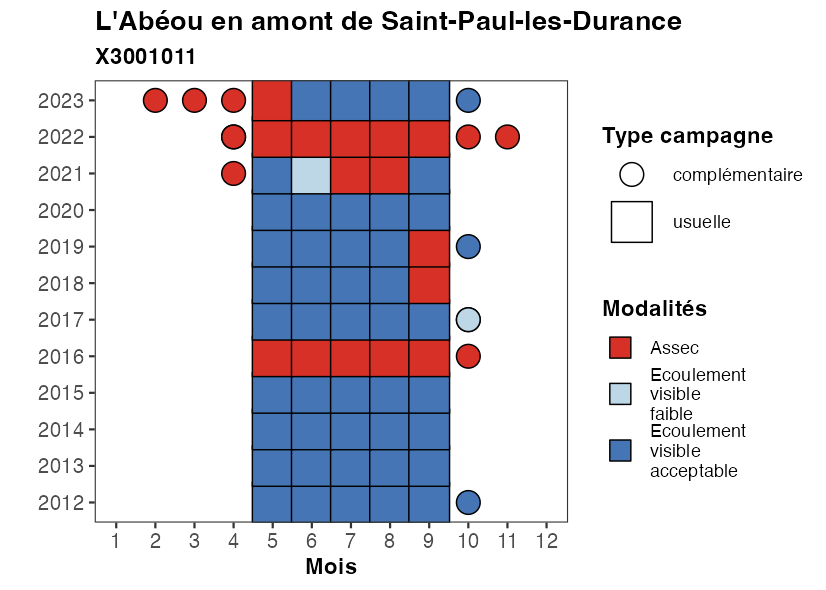 L'Abéou en amont de Saint-Paul-les-Durance
X3001011
2023
2022
2021
2020
2019
2018
2017
2016
2015
2014
2013
2012
1 2 3 4 5 6 7 8 9 10 11 12
Mois
Type campagne
complémentaire
usuelle
Modalités
Assec
Ecoulement
visible
faible
Ecoulement
visible
acceptable